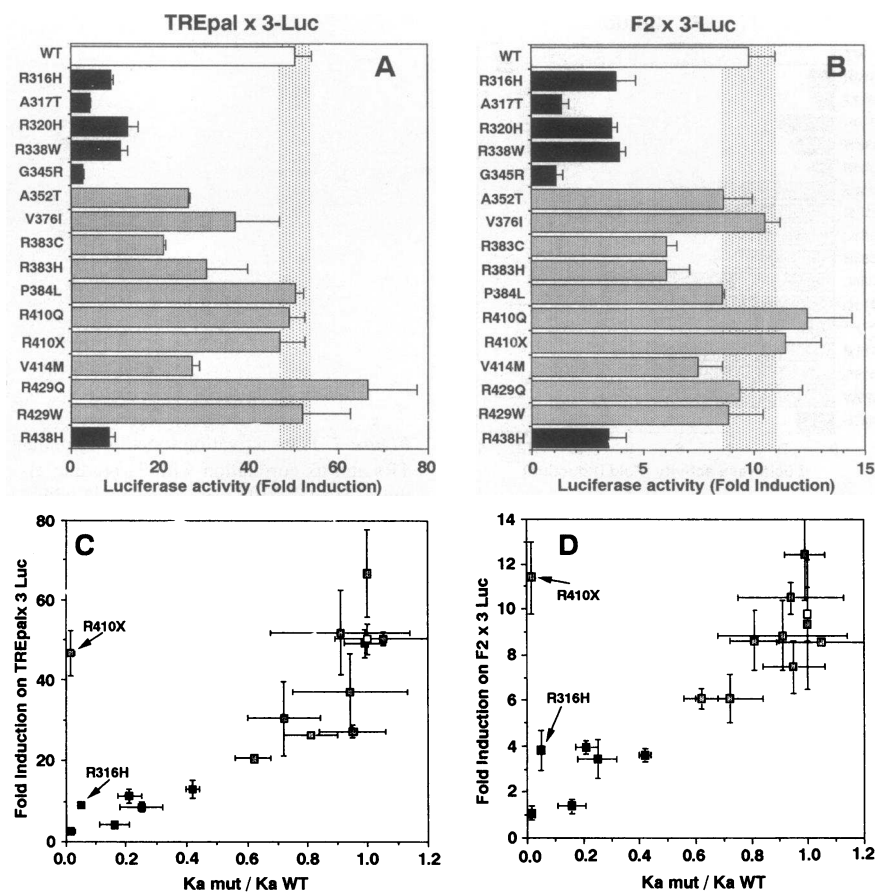 TREpal x 3-Luc
A
WT
R316H
A317T
R320H
R338W
G345R
A352T
V376I
R383C
R383H
P384L
R410Q
R410X
V414M
R429Q
R429W
R438H
0 20 40 60 80
Luciferase activity (Fold Induction)
F2 x 3-Luc
B
WT
R316H
A317T
R320H
R338W
G345R
A352T
V376I
R383C
R383H
P384L
R410Q
R410X
V414M
R429Q
R429W
R438H
0 5 10 15
Luciferase activity (Fold Induction)
C
Fold Induction on TREpalx 3 Luc
80
60
40
20
0
R410X
R316H
0.0 0.2 0.4 0.6 0.8 1.0 1.2
Ka mut / Ka WT
D
Fold Induction on F2 x 3 Luc
14
12
10
8
6
4
2
0
R410X
R316H
0.0 0.2 0.4 0.6 0.8 1.0 1.2
Ka mut / Ka WT